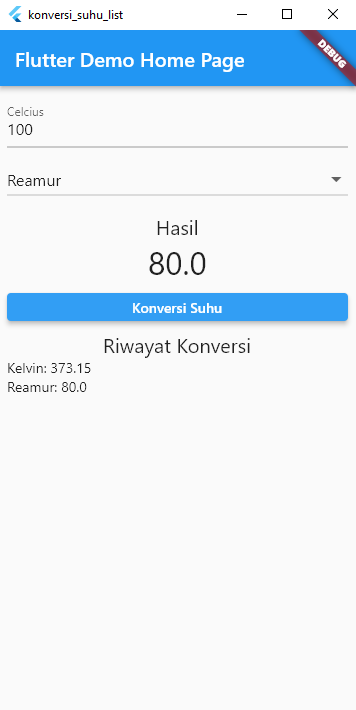 konversi_suhu_list
Flutter Demo Home Page
DEBUG
Celcius
100
Reamur
Hasil
80.0
Konversi Suhu
Riwayat Konversi
Kelvin: 373.15
Reamur: 80.0